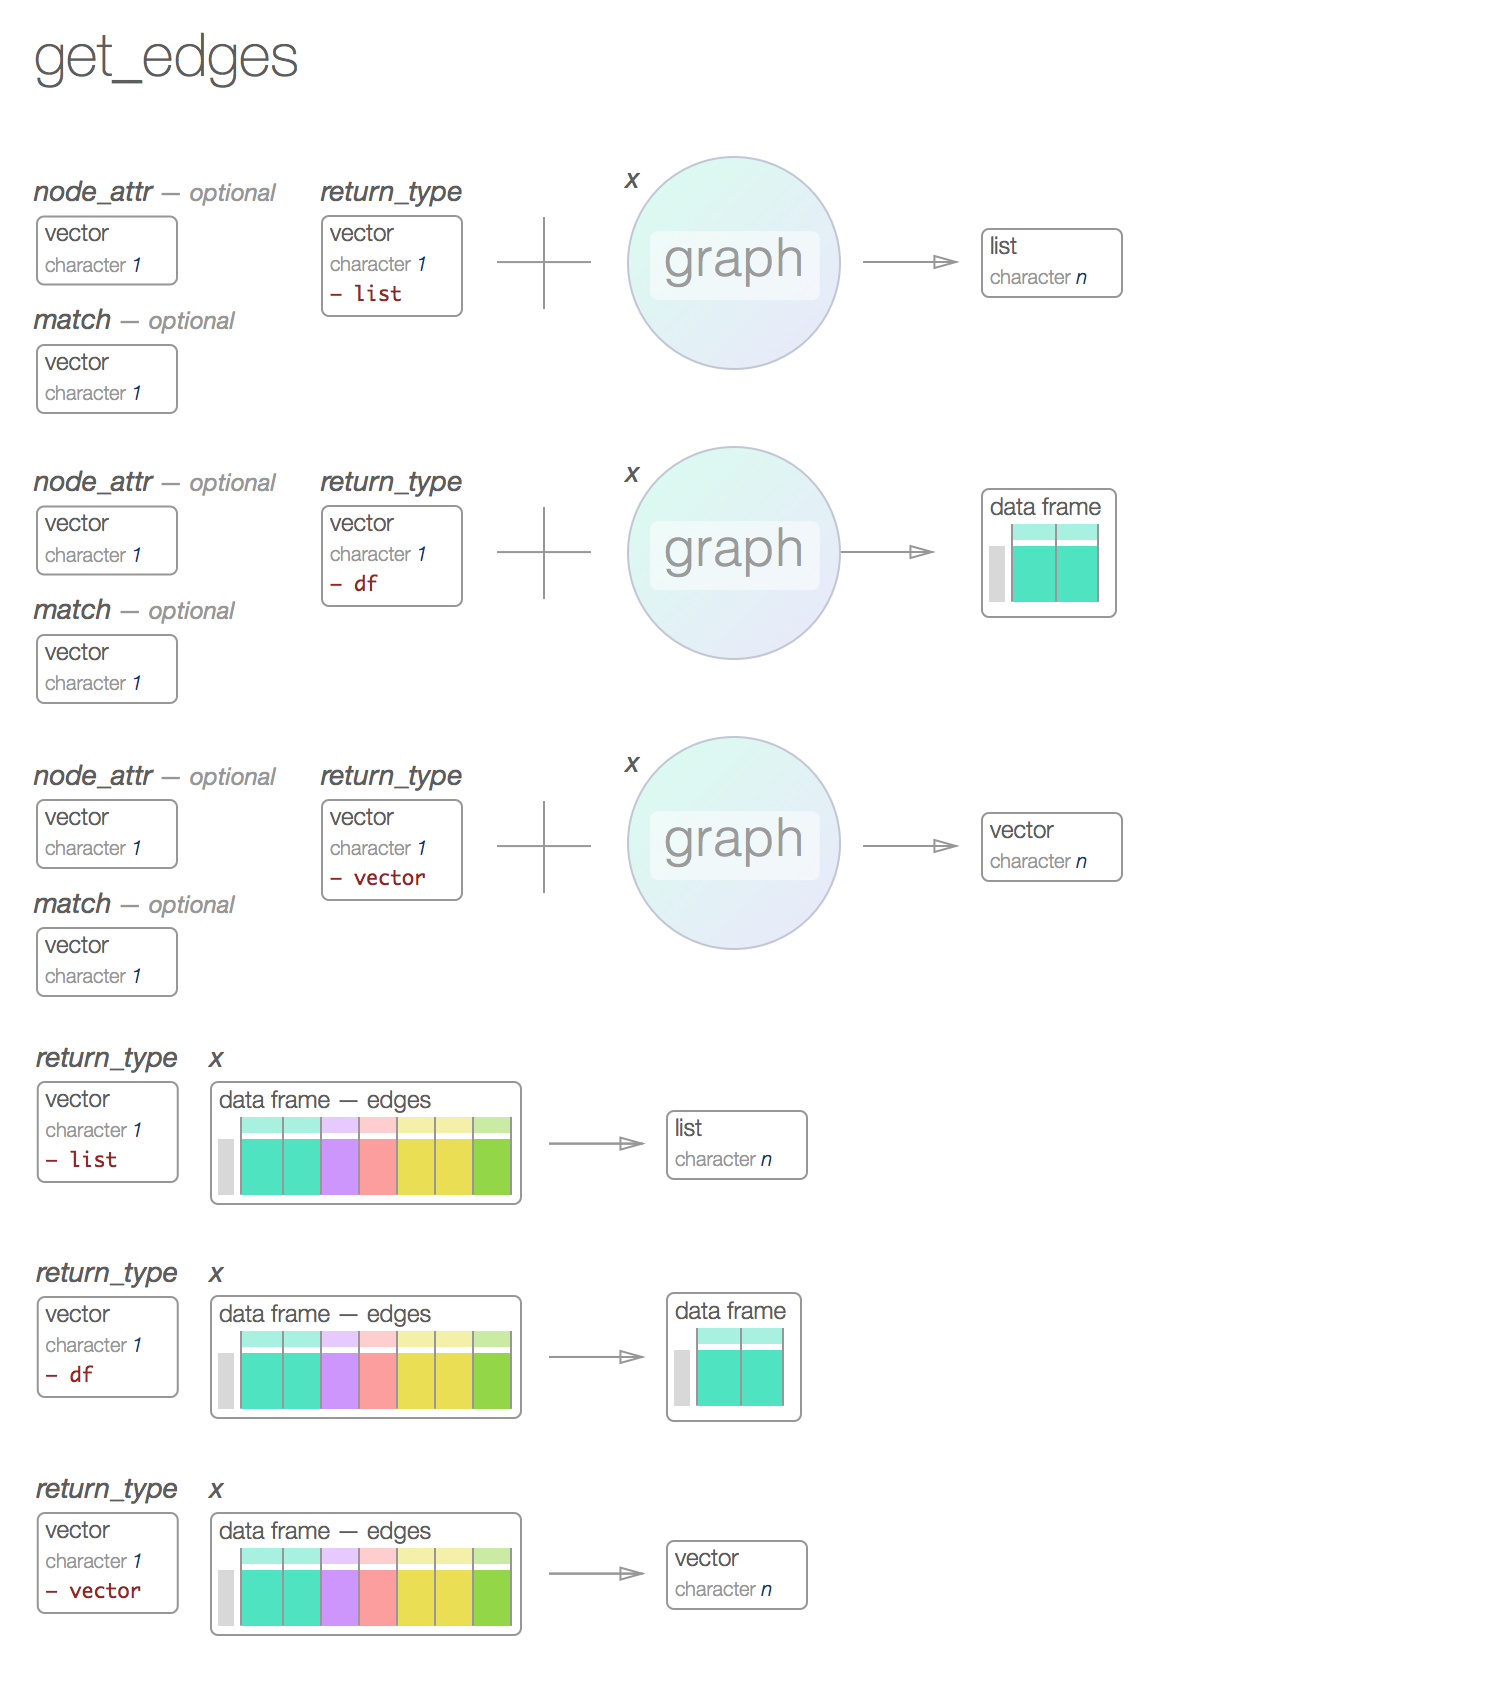 get_edges
node_attr — optional
vector
character 1
match — optional
vector
character 1
return_type
vector
character 1
– list
x
graph
list
character n
node_attr — optional
vector
character 1
match — optional
vector
character 1
return_type
vector
character 1
– df
x
graph
data frame
node_attr — optional
vector
character 1
match — optional
vector
character 1
return_type
vector
character 1
– vector
x
graph
vector
character n
return_type
vector
character 1
– list
x
data frame — edges
list
character n
return_type
vector
character 1
– df
x
data frame — edges
data frame
return_type
vector
character 1
– vector
x
data frame — edges
vector
character n